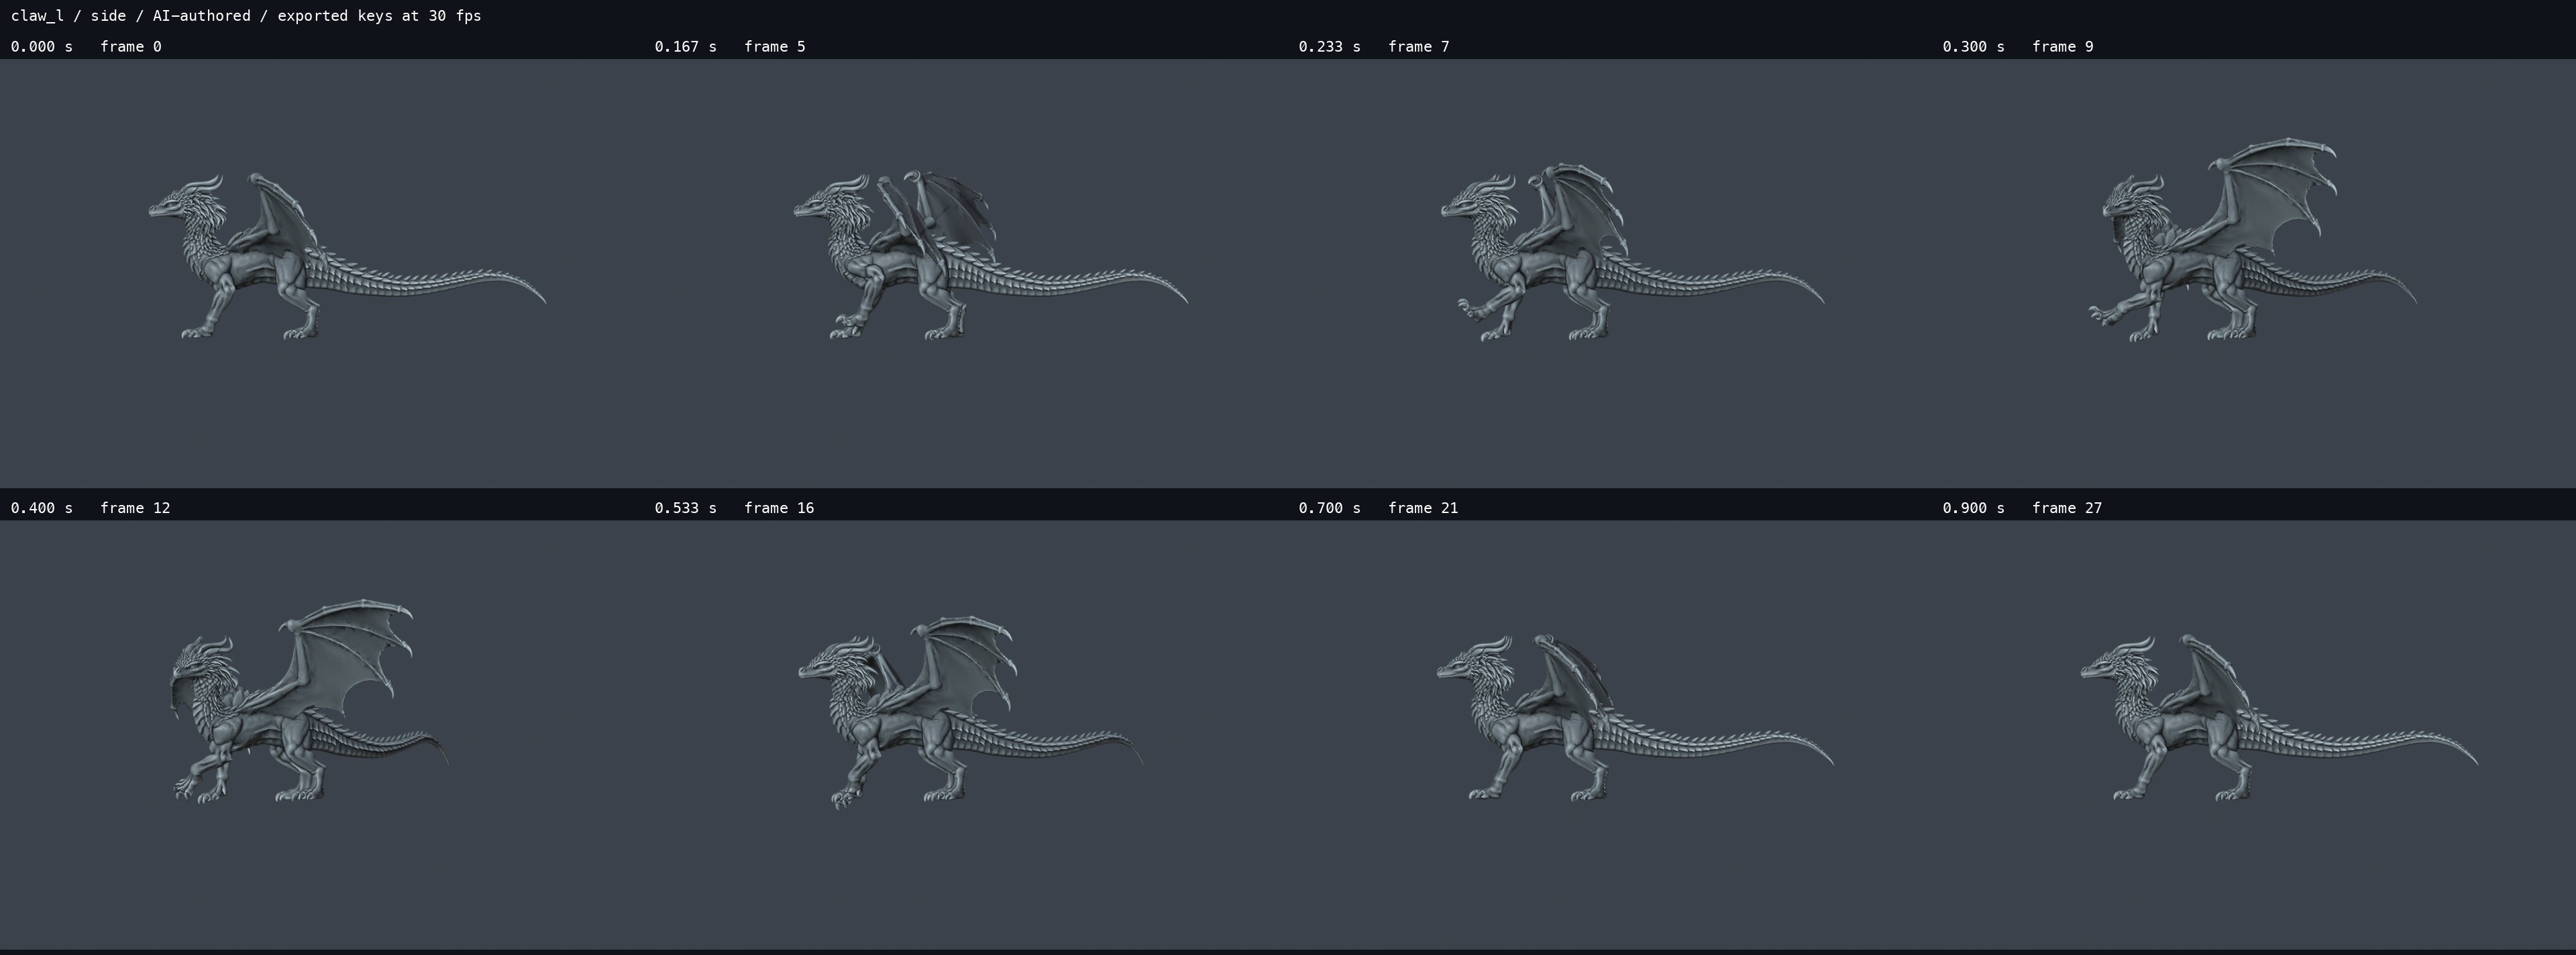 claw_l / side / AI-authored / exported keys at 30 fps
0.000 s frame 0
0.167 s frame 5
0.233 s frame 7
0.300 s frame 9
0.400 s frame 12
0.533 s frame 16
0.700 s frame 21
0.900 s frame 27